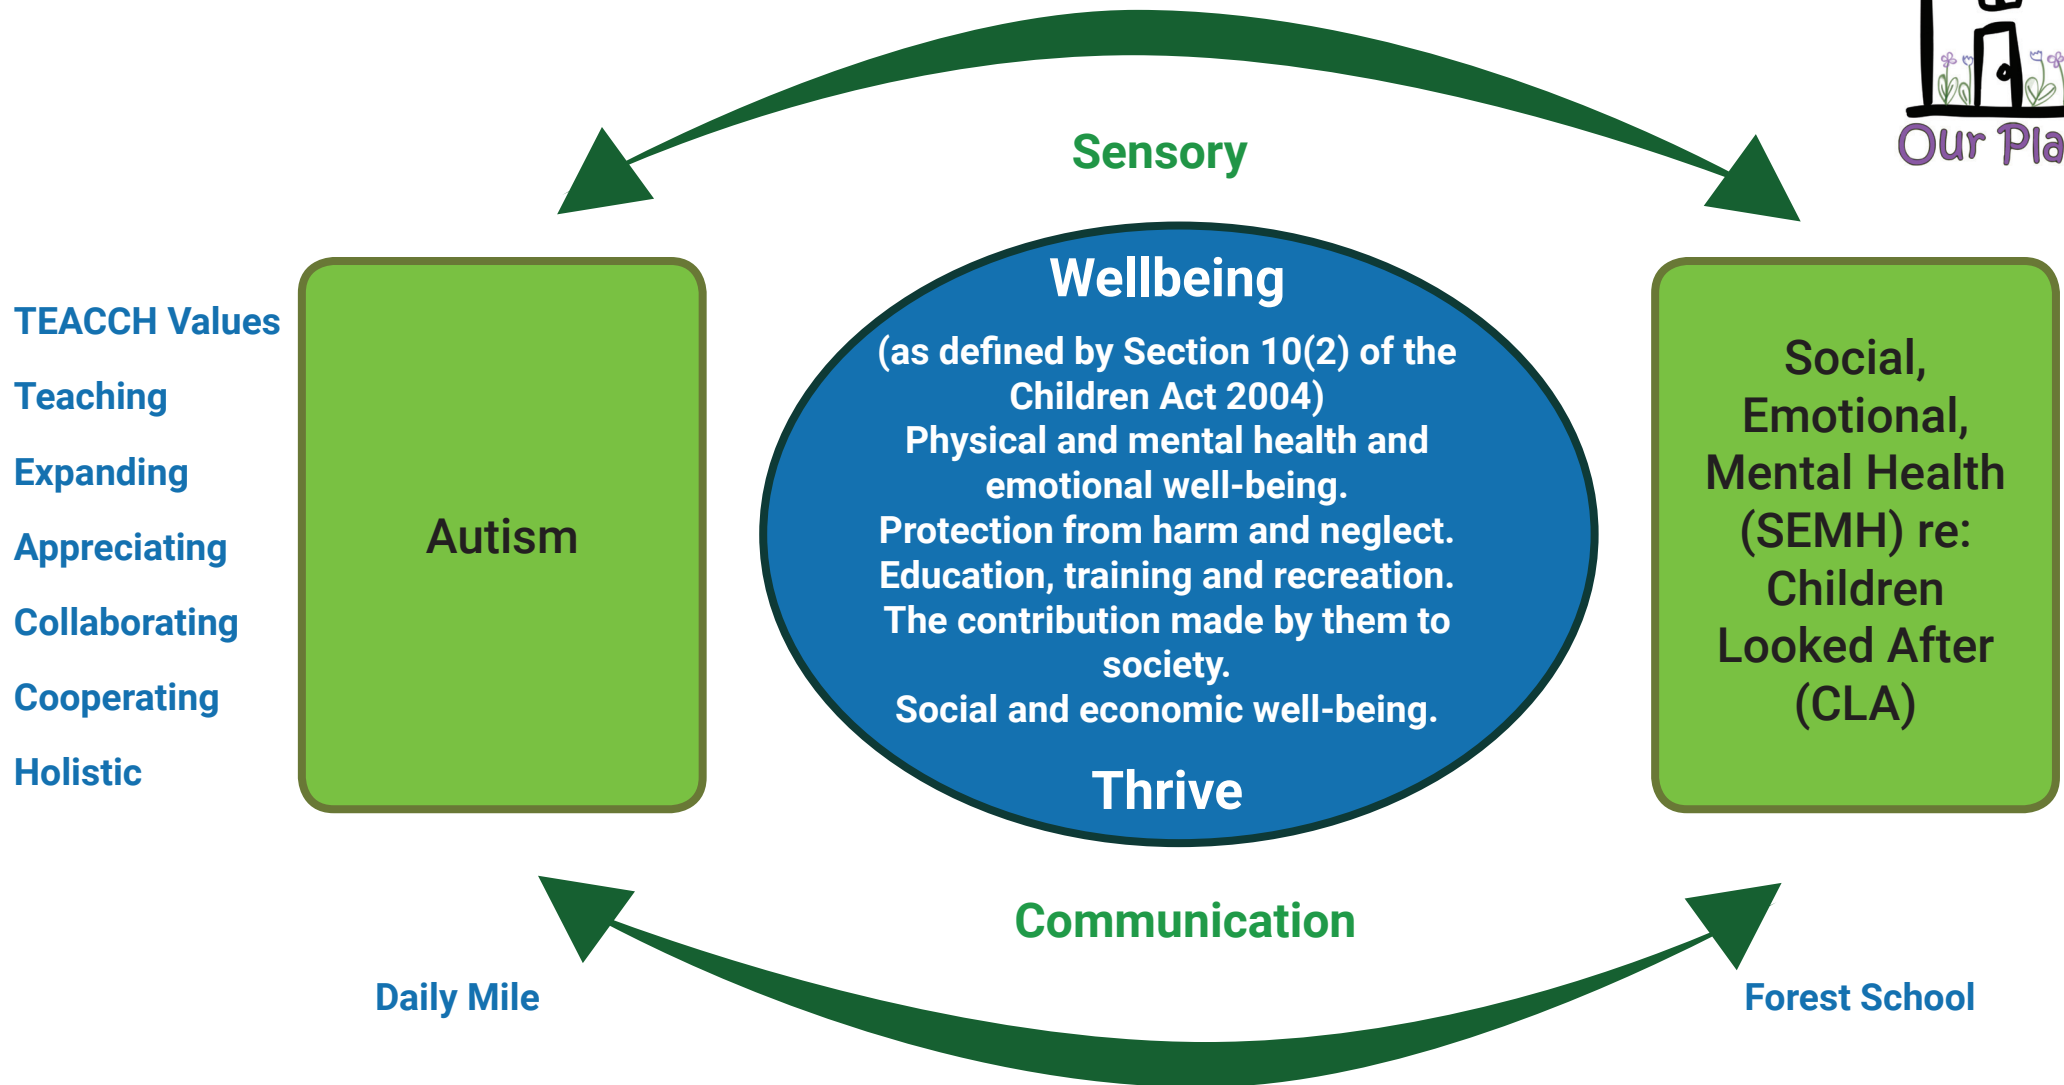 Our
Sensory
TEACCH Values
Teaching
Expanding
Appreciating
Collaborating
Cooperating
Holistic
Autism
Wellbeing
(as defined by Section 10(2) of the
Children Act 2004)
Physical and mental health and
emotional well-being.
Protection from harm and neglect.
Education, training and recreation.
The contribution made by them to
society.
Social and economic well-being.
Thrive
Social,
Emotional,
Mental Health
(SEMH) re:
Children
Looked After
(CLA)
Communication
Daily Mile
Forest School